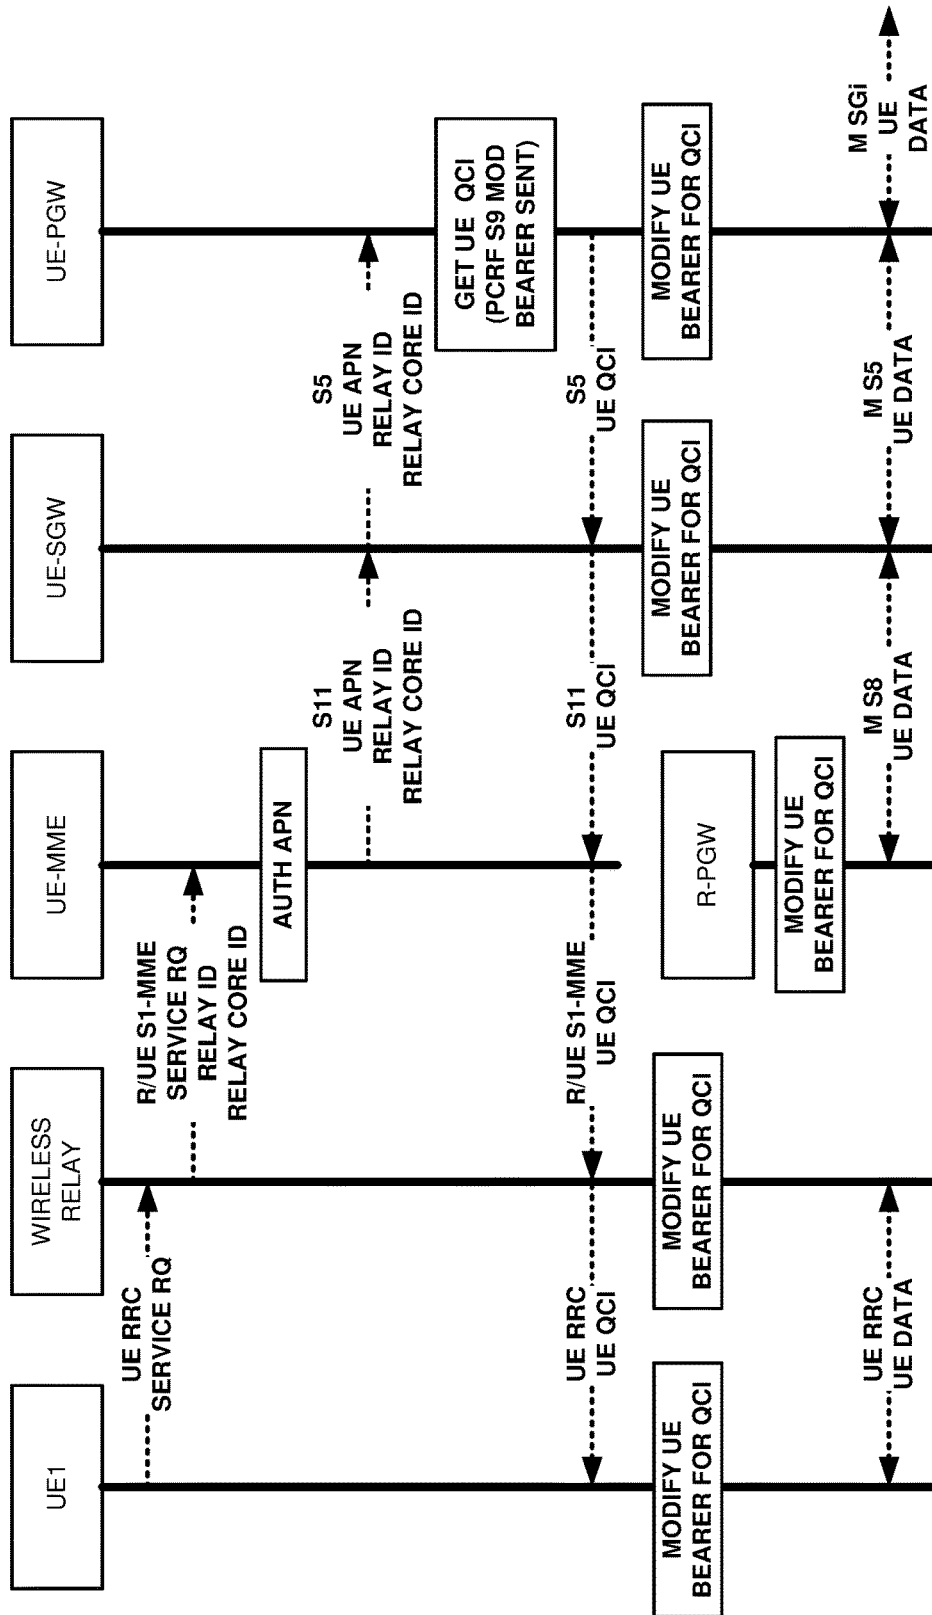 UE1
WIRELESS
RELAY
UE-MME
UE-SGW
UE-PGW
UE RRC
SERVICE RQ
R/UE S1-MME
SERVICE RQ
RELAY ID
RELAY CORE ID
AUTH APN
S11
UE APN
RELAY ID
RELAY CORE ID
S5
UE APN
RELAY ID
RELAY CORE ID
GET UE QCI
(PCRF S9 MOD
BEARER SENT)
UE RRC
UE QCI
R/UE S1-MME
UE QCI
S11
UE QCI
S5
UE QCI
MODIFY UE
BEARER FOR QCI
MODIFY UE
BEARER FOR QCI
R-PGW
MODIFY UE
BEARER FOR QCI
MODIFY UE
BEARER FOR QCI
MODIFY UE
BEARER FOR QCI
UE RRC
UE DATA
M S8
UE DATA
M S5
UE DATA
M SGi
UE
DATA